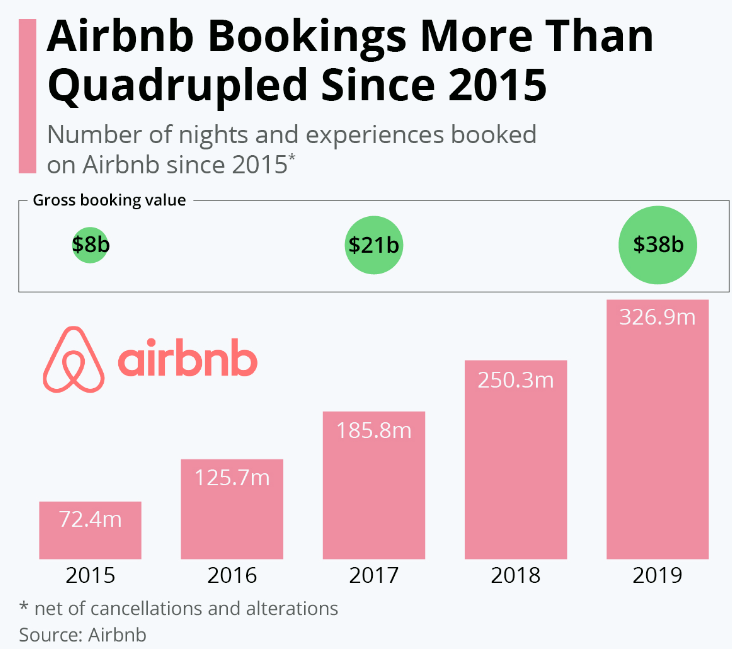 Airbnb Bookings More Than
Quadrupled Since 2015
Number of nights and experiences booked
on Airbnb since 2015*
Gross booking value
$8b $21b $38b
airbnb
326.9m
250.3m
185.8m
125.7m
72.4m
2015 2016 2017 2018 2019
* net of cancellations and alterations
Source: Airbnb